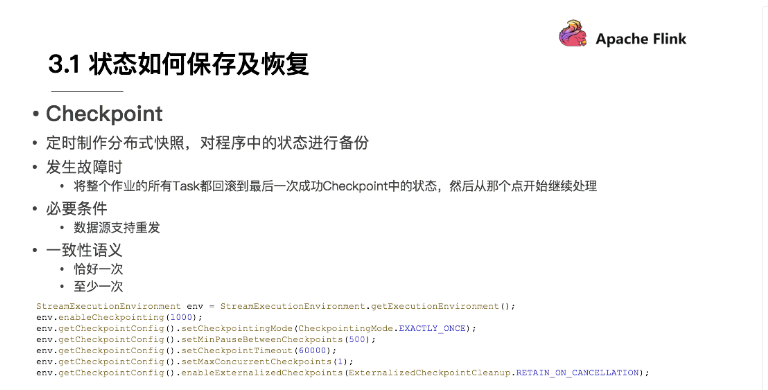 Apache Flink
3.1 状态如何保存及恢复
• Checkpoint
• 定时制作分布式快照，对程序中的状态进行备份
• 发生故障时
• 将整个作业的所有Task都回滚到最后一次成功Checkpoint中的状态，然后从那个点开始继续处理
• 必要条件
• 数据源支持重发
• 一致性语义
• 恰好一次
• 至少一次
StreamExecutionEnvironment env = StreamExecutionEnvironment.getExecutionEnvironment();
env.enableCheckpointing(1000);
env.getCheckpointConfig().setCheckpointingMode(CheckpointingMode.EXACTLY_ONCE);
env.getCheckpointConfig().setMinPauseBetweenCheckpoints(500);
env.getCheckpointConfig().setCheckpointTimeout(60000);
env.getCheckpointConfig().setMaxConcurrentCheckpoints(1);
env.getCheckpointConfig().enableExternalizedCheckpoints(ExternalizedCheckpointCleanup.RETAIN_ON_CANCELLATION);